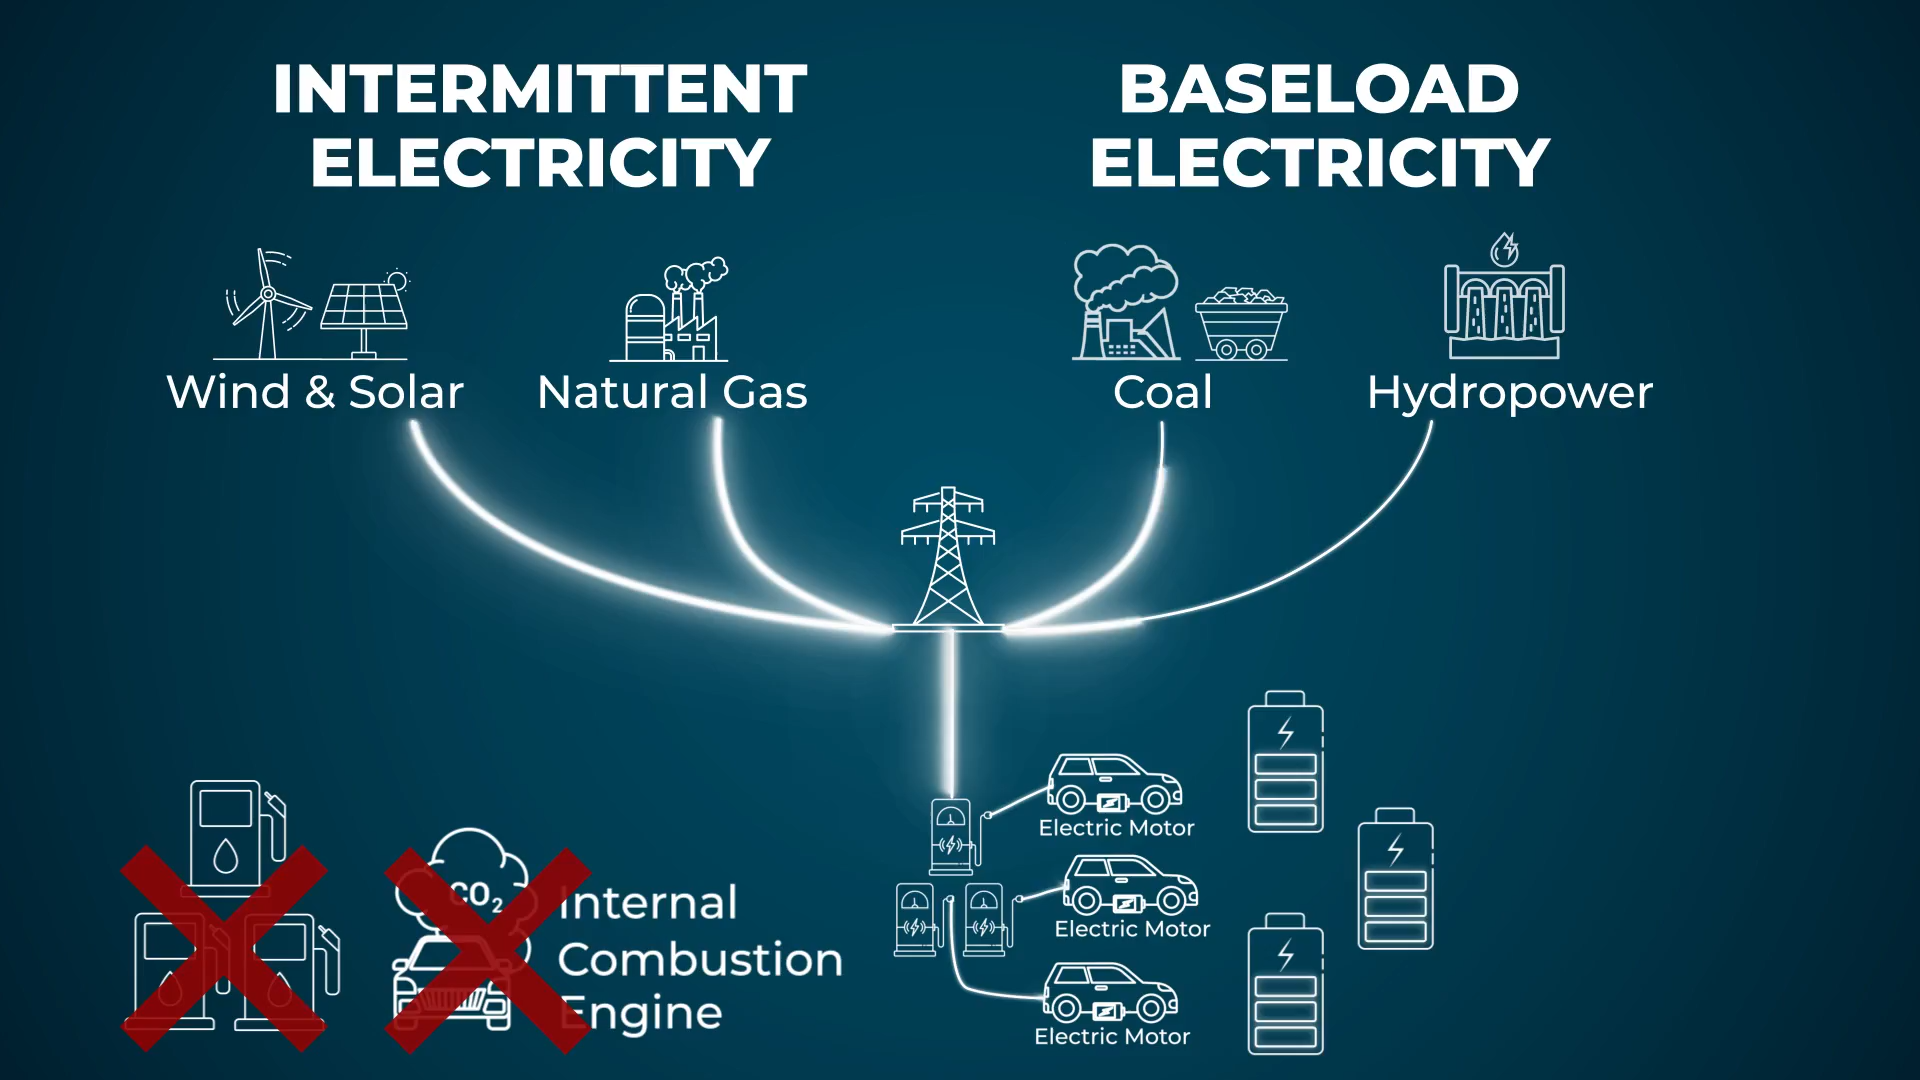 INTERMITTENT
ELECTRICITY
BASELOAD
ELECTRICITY
Wind & Solar
Natural Gas
Coal
Hydropower
Electric Motor
Electric Motor
Electric Motor
CO₂
Internal
Combustion
Engine